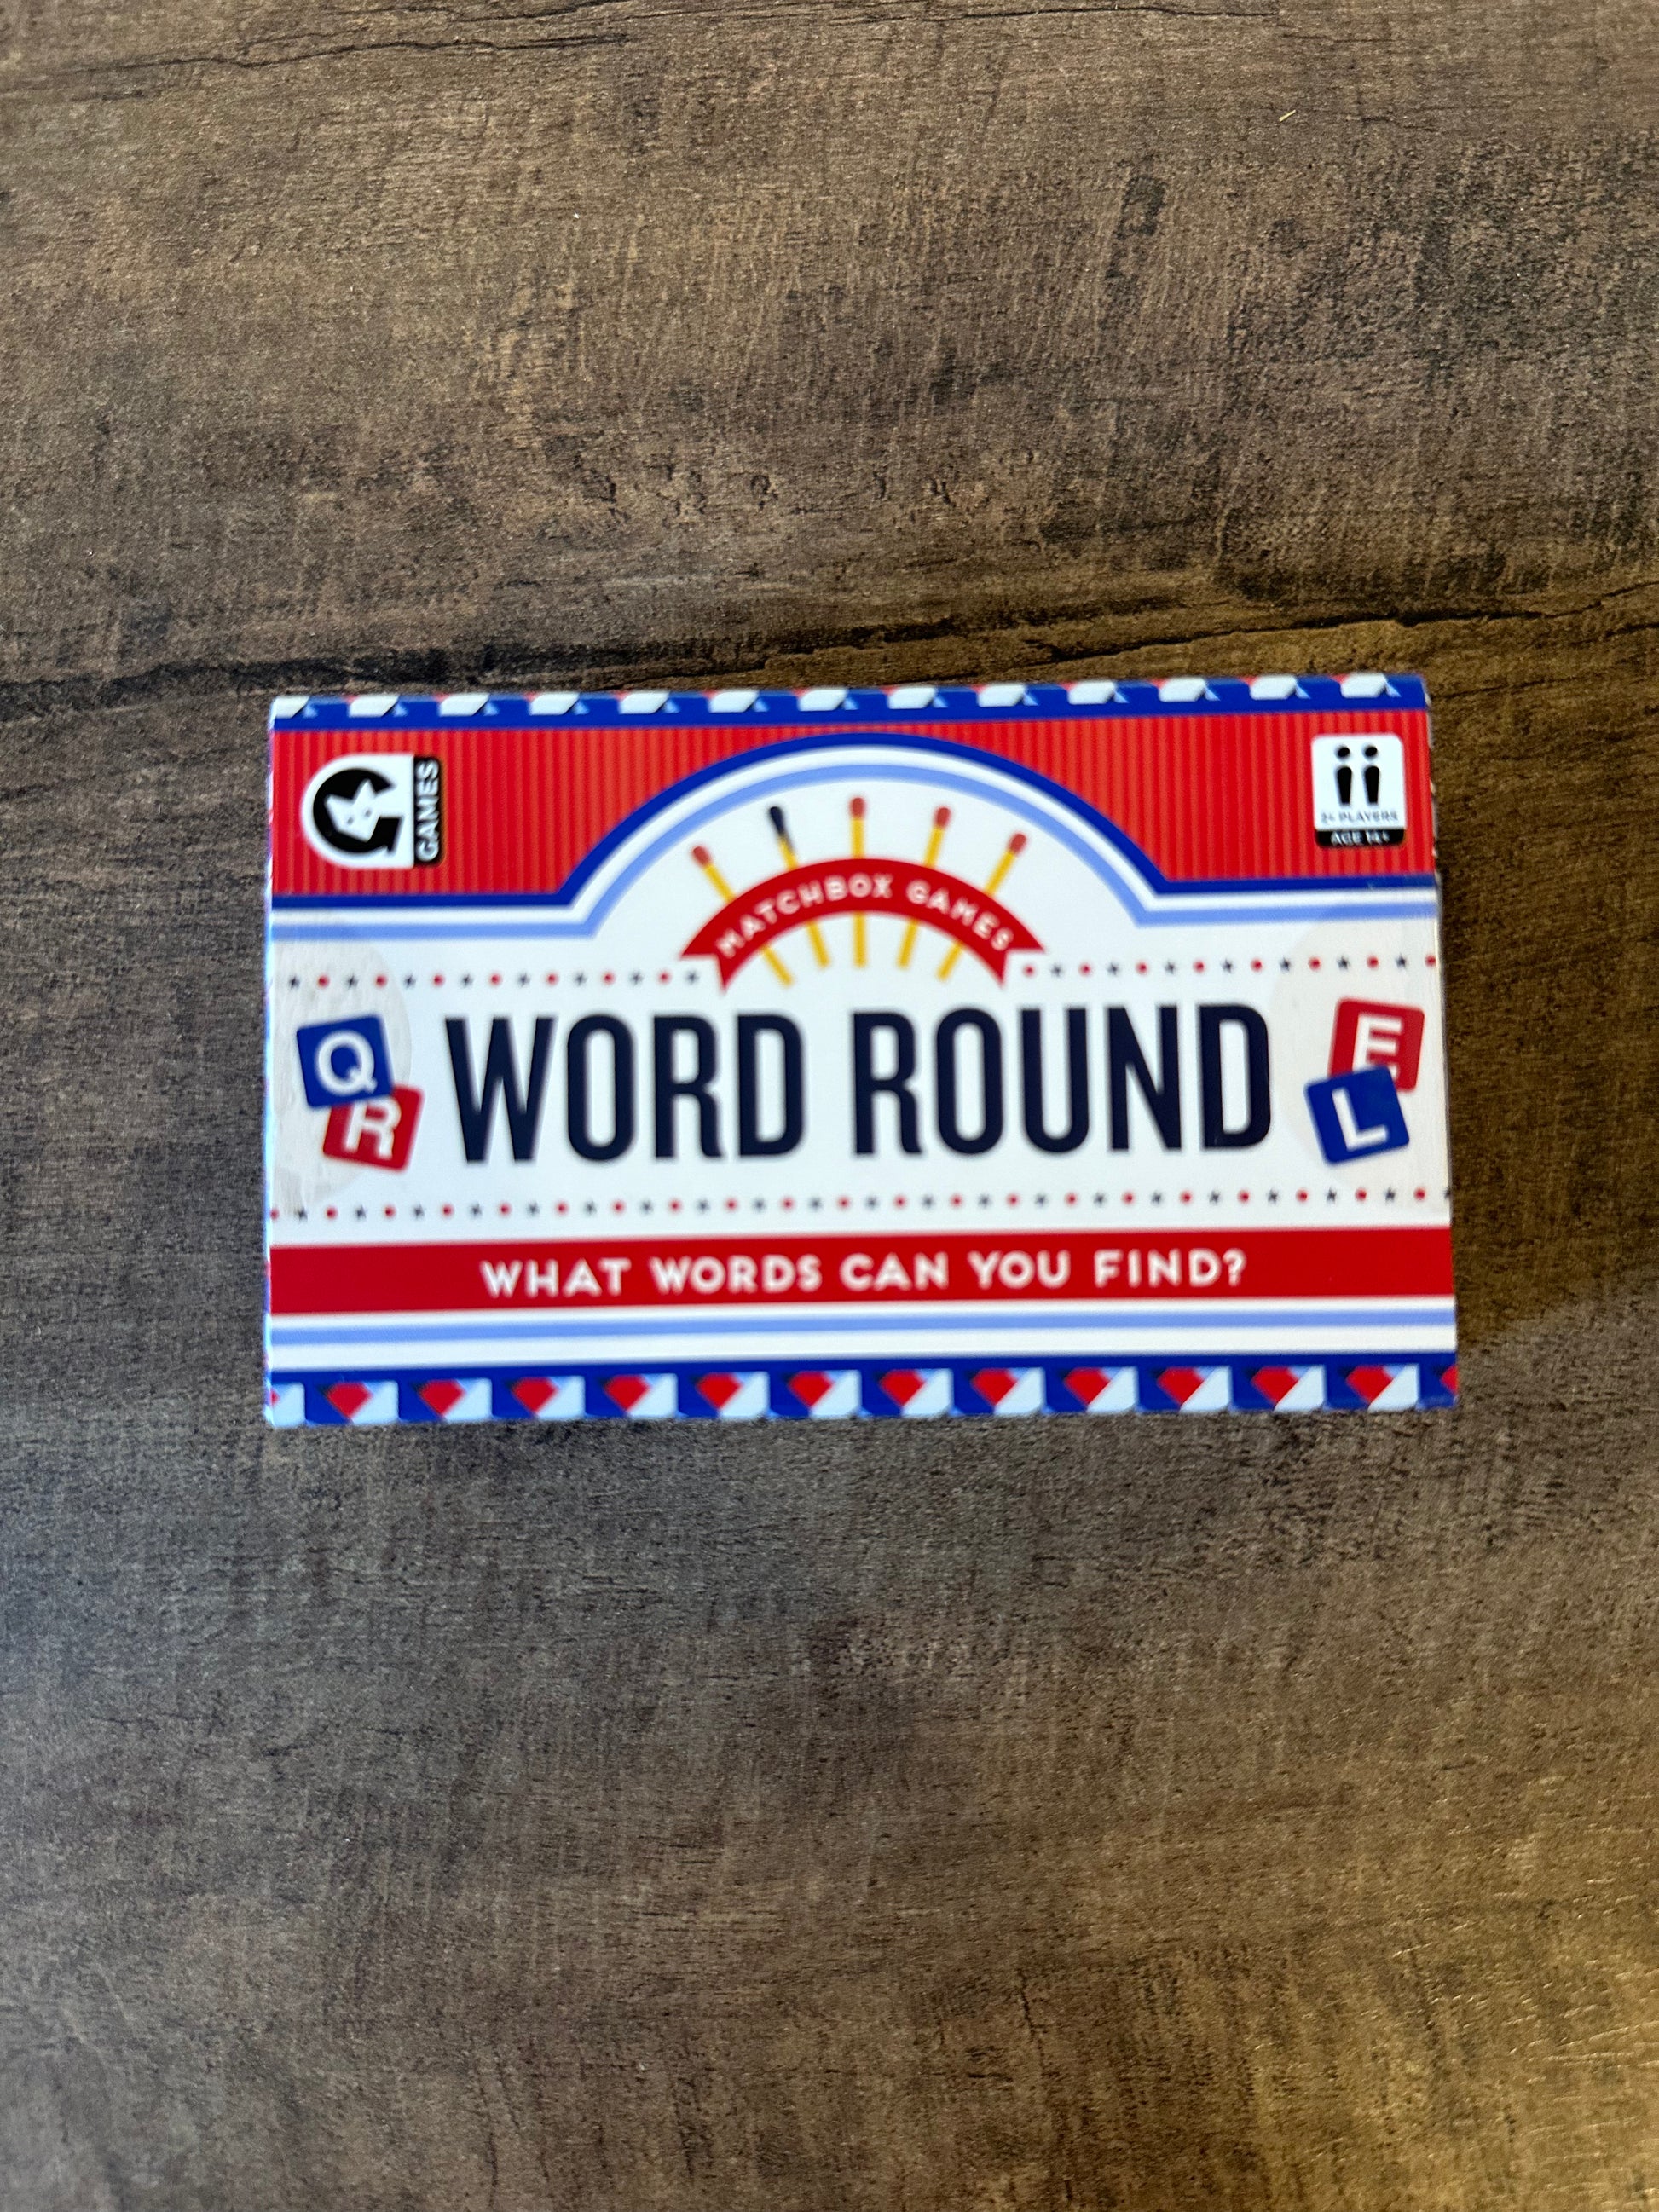 GAMES
2+ PLAYERS
AGE 14+
MATCHBOX GAMES
Q
R
WORD ROUND
E
L
WHAT WORDS CAN YOU FIND?